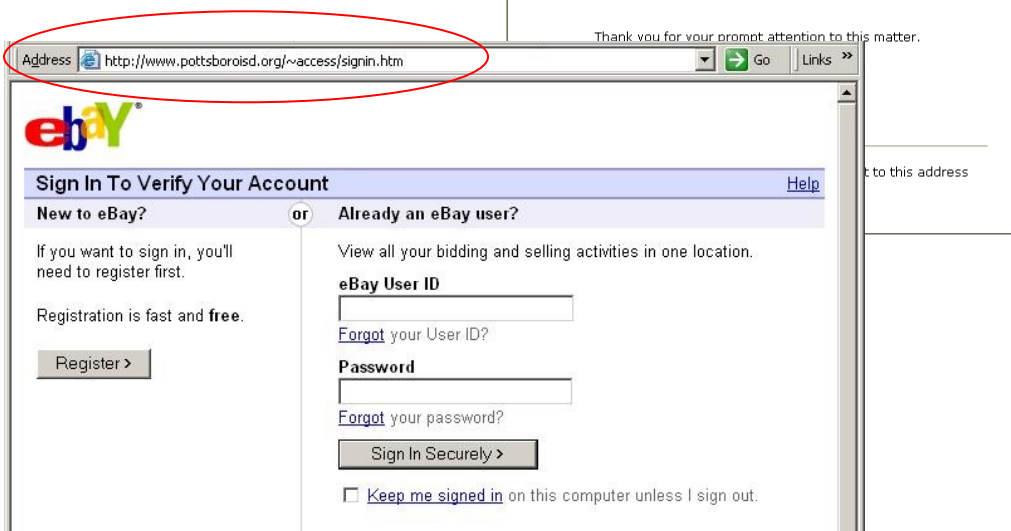 Thank you for your prompt attention to this matter.
Address http://www.pottsboroisd.org/~access/signin.htm Go Links »
ebaY®
t to this address
Sign In To Verify Your Account Help
New to eBay? or Already an eBay user?
If you want to sign in, you'll
need to register first.
Registration is fast and free.
Register >
View all your bidding and selling activities in one location.
eBay User ID
Forgot your User ID?
Password
Forgot your password?
Sign In Securely >
Keep me signed in on this computer unless I sign out.